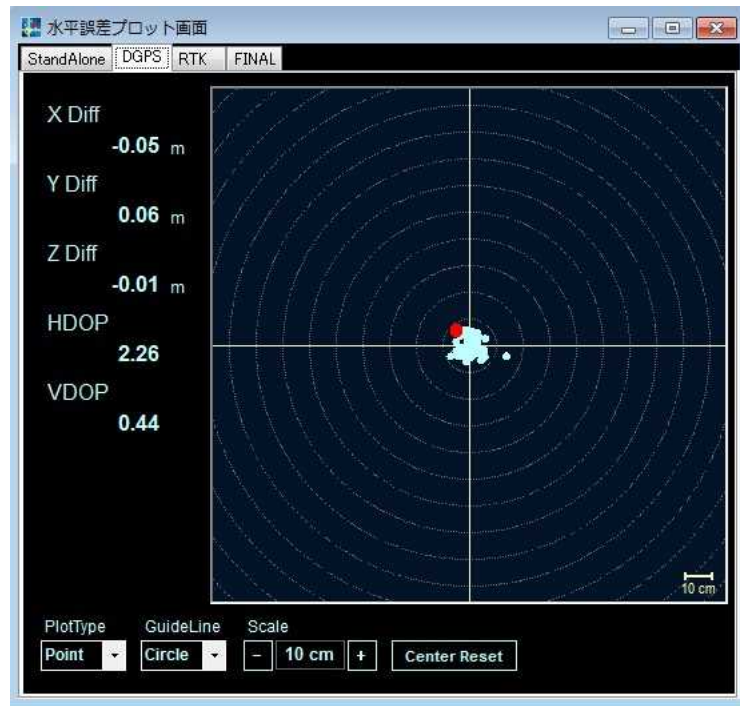 水平誤差プロット画面
StandAlone DGPS RTK FINAL
X Diff
-0.05 m
Y Diff
0.06 m
Z Diff
-0.01 m
HDOP
2.26
VDOP
0.44
10 cm
PlotType GuideLine Scale
Point Circle - 10 cm + Center Reset